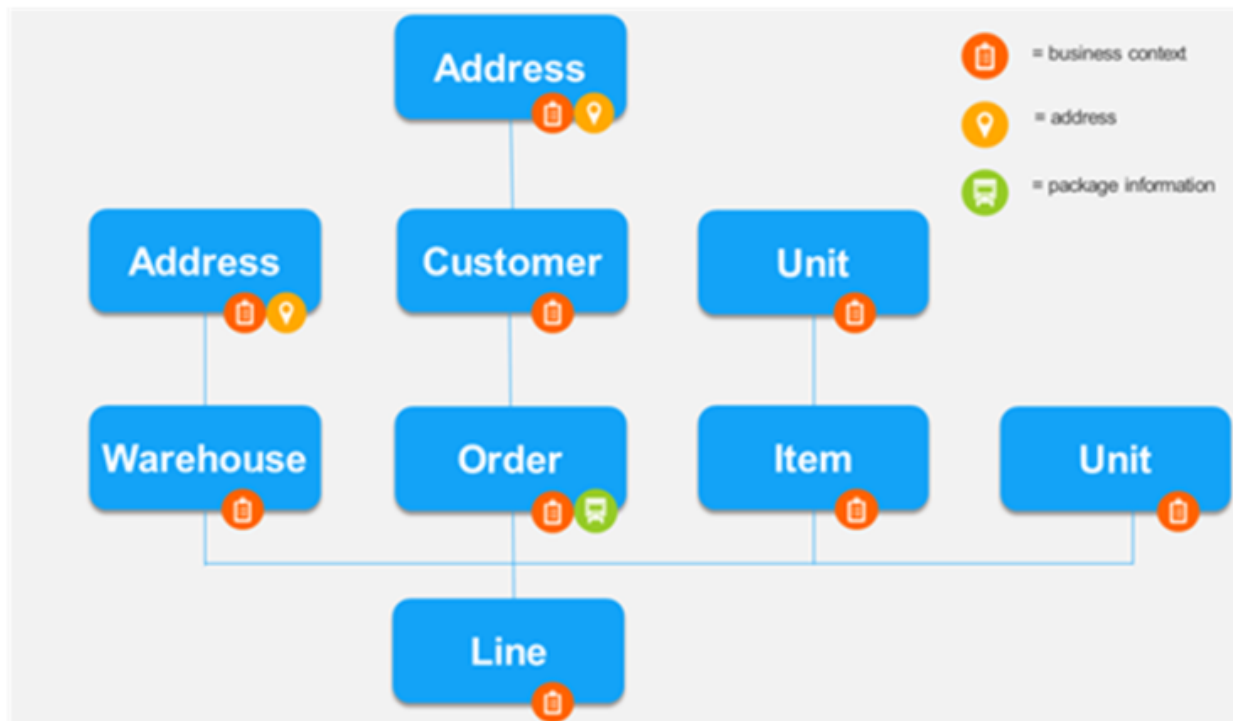 Address
= business context
= address
= package information
Address
Customer
Unit
Warehouse
Order
Item
Unit
Line